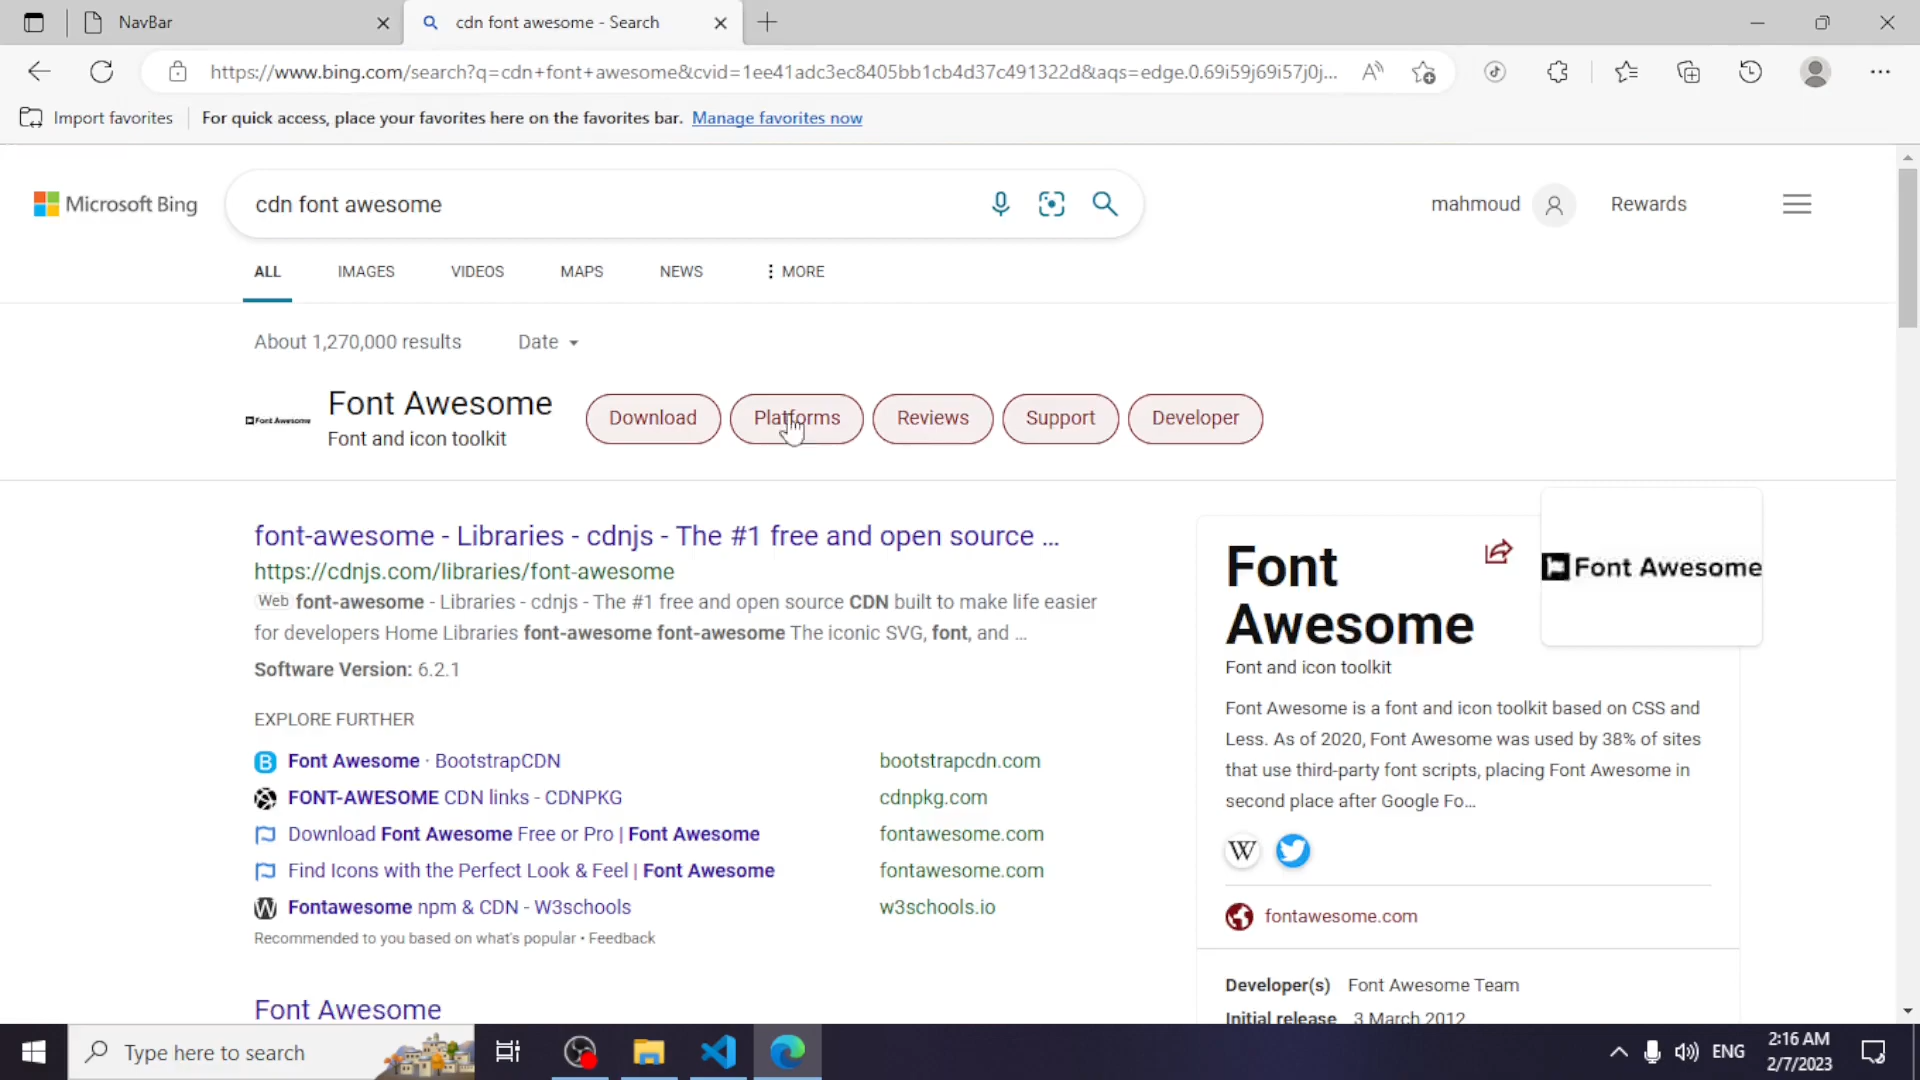 NavBar
cdn font awesome - Search
https://www.bing.com/search?q=cdn+font+awesome&cvid=1ee41adc3ec8405bb1cb4d37c491322d&aqs=edge.0.69i59j69i57j0j...
Import favorites
For quick access, place your favorites here on the favorites bar. Manage favorites now
Microsoft Bing
cdn font awesome
mahmoud
Rewards
ALL
IMAGES
VIDEOS
MAPS
NEWS
MORE
About 1,270,000 results
Date
Font Awesome
Font Awesome
Font and icon toolkit
Download
Platforms
Reviews
Support
Developer
font-awesome - Libraries - cdnjs - The #1 free and open source ...
https://cdnjs.com/libraries/font-awesome
Web font-awesome - Libraries - cdnjs - The #1 free and open source CDN built to make life easier
for developers Home Libraries font-awesome font-awesome The iconic SVG, font, and ...
Software Version: 6.2.1
EXPLORE FURTHER
Font Awesome · BootstrapCDN
bootstrapcdn.com
FONT-AWESOME CDN links - CDNPKG
cdnpkg.com
Download Font Awesome Free or Pro | Font Awesome
fontawesome.com
Find Icons with the Perfect Look & Feel | Font Awesome
fontawesome.com
Fontawesome npm & CDN - W3schools
w3schools.io
Recommended to you based on what's popular • Feedback
Font Awesome
Font
Awesome
Font Awesome
Font and icon toolkit
Font Awesome is a font and icon toolkit based on CSS and
Less. As of 2020, Font Awesome was used by 38% of sites
that use third-party font scripts, placing Font Awesome in
second place after Google Fo...
W
fontawesome.com
Developer(s) Font Awesome Team
Initial release 3 March 2012
Type here to search
ENG
2:16 AM
2/7/2023